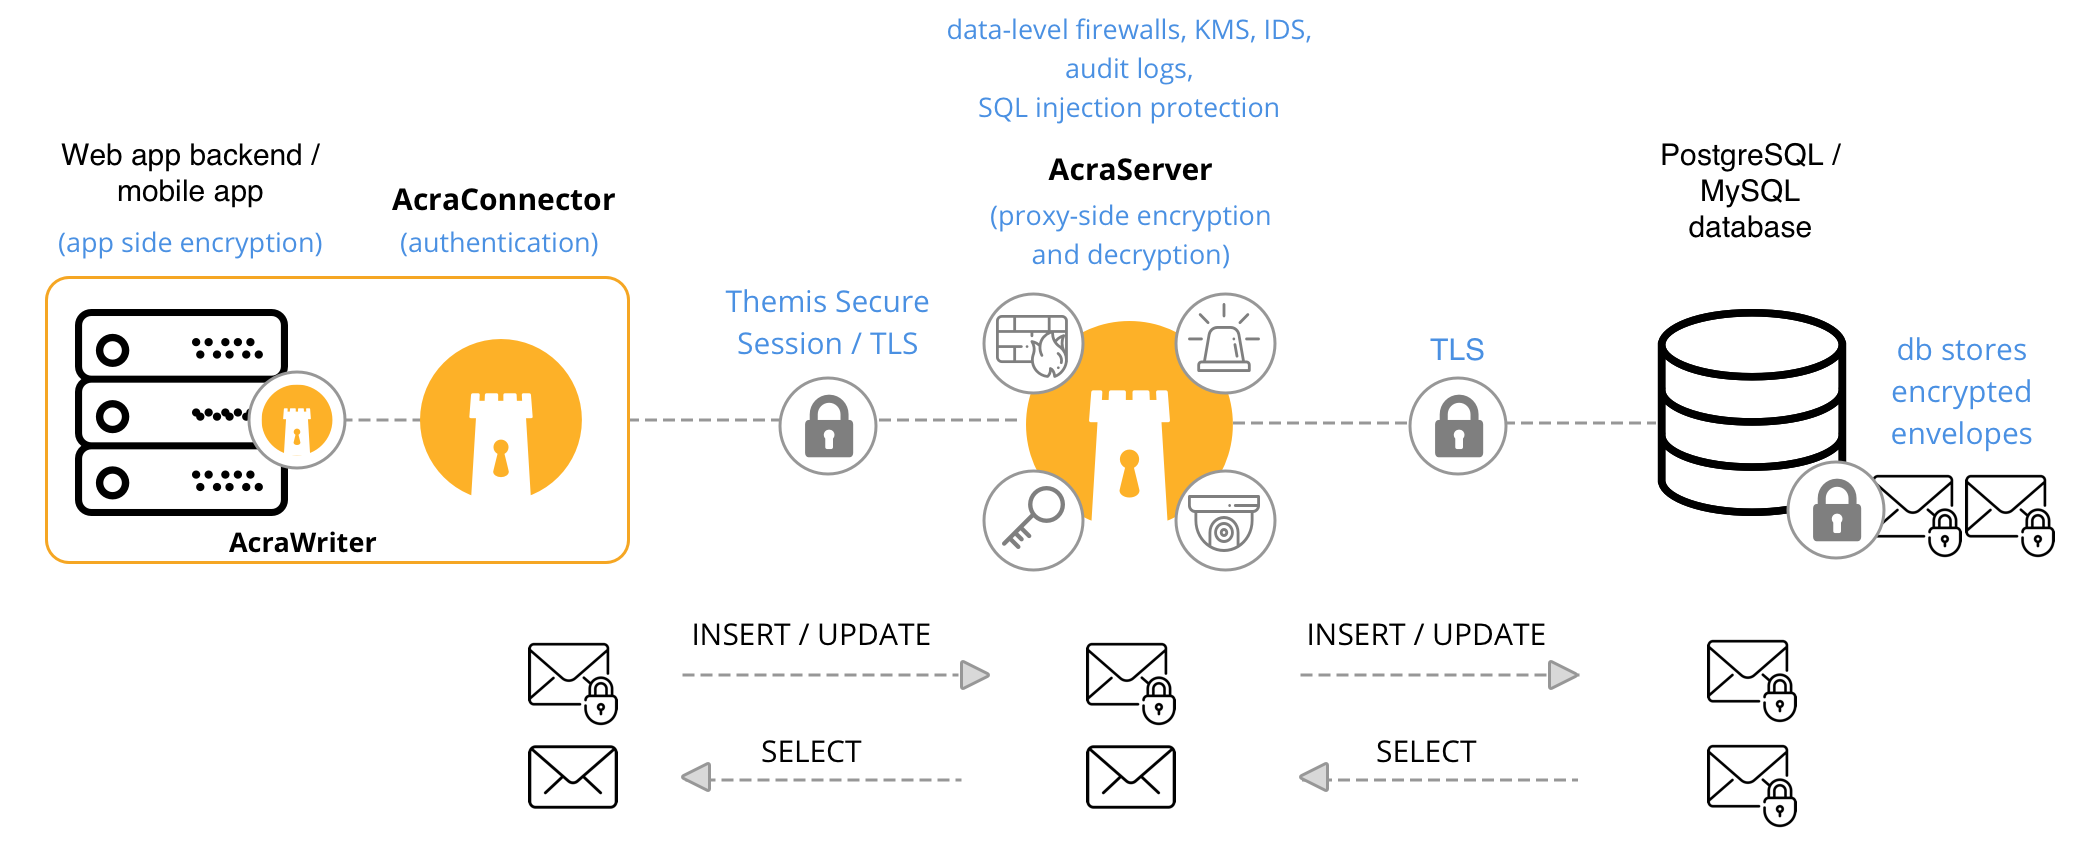 data-level firewalls, KMS, IDS,
audit logs,
SQL injection protection
Web app backend /
mobile app
(app side encryption)
AcraConnector
(authentication)
AcraServer
(proxy-side encryption
and decryption)
PostgreSQL /
MySQL
database
Themis Secure
Session / TLS
TLS
db stores
encrypted
envelopes
AcraWriter
INSERT / UPDATE
INSERT / UPDATE
SELECT
SELECT